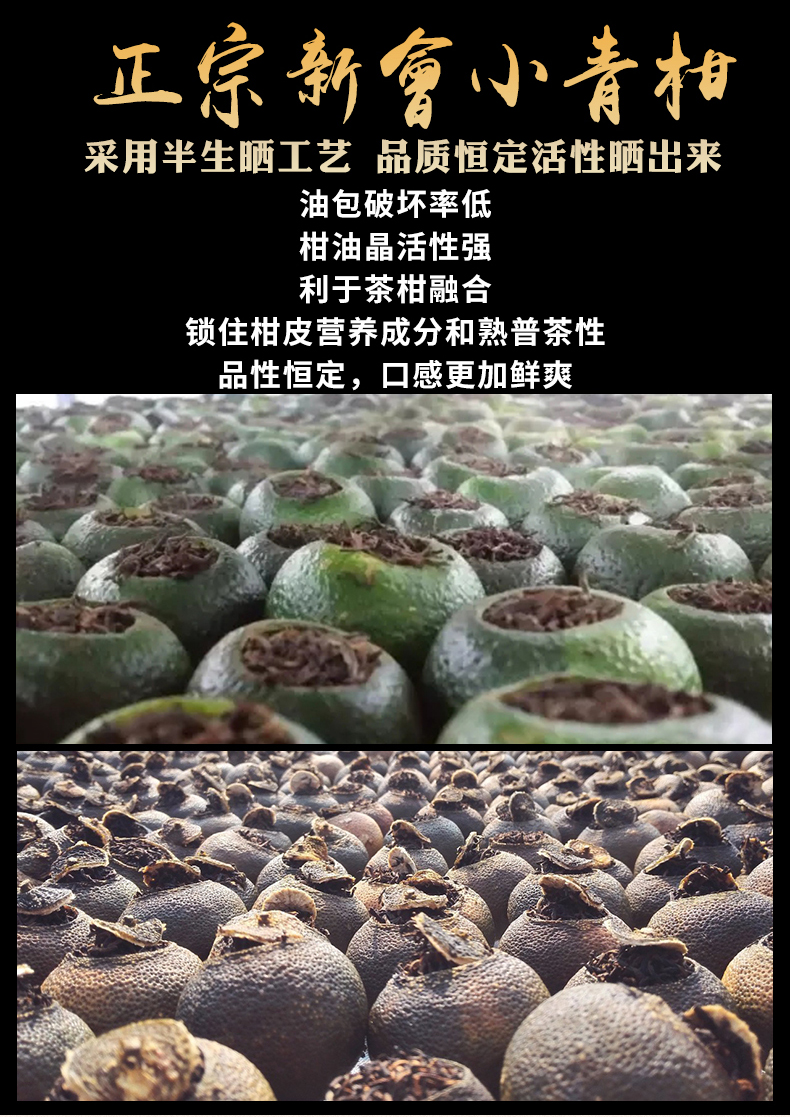 正宗新會小青柑
采用半生晒工艺 品质恒定活性晒出来
油包破坏率低
柑油晶活性强
利于茶柑融合
锁住柑皮营养成分和熟普茶性
品性恒定，口感更加鲜爽